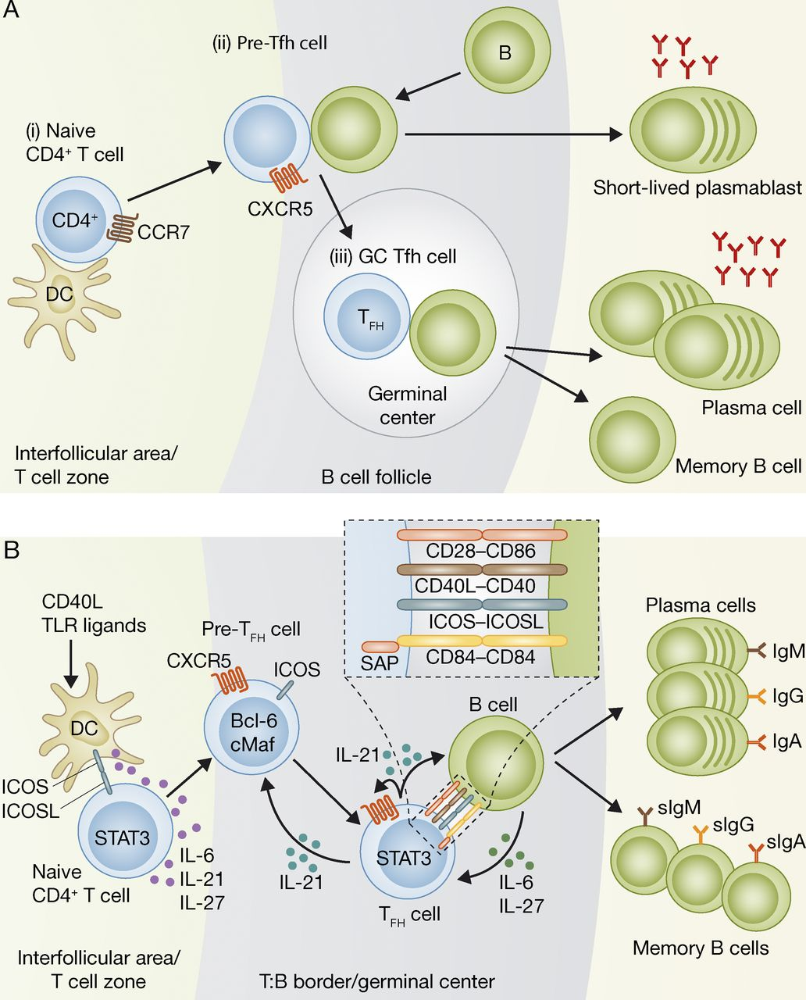 A
(ii) Pre-Tfh cell
B
(i) Naive
CD4+ T cell
CD4+
CCR7
DC
CXCR5
Short-lived plasmablast
(iii) GC Tfh cell
TFH
Germinal
center
Plasma cell
Memory B cell
Interfollicular area/
T cell zone
B cell follicle
B
CD28–CD86
CD40L–CD40
ICOS–ICOSL
SAP
CD84–CD84
CD40L
TLR ligands
DC
ICOS
ICOSL
STAT3
Naive
CD4+ T cell
IL-6
IL-21
IL-27
Pre-TFH cell
CXCR5
ICOS
Bcl-6
cMaf
IL-21
IL-21
B cell
STAT3
TFH cell
IL-6
IL-27
Plasma cells
IgM
IgG
IgA
sIgM
sIgG
sIgA
Memory B cells
Interfollicular area/
T cell zone
T:B border/germinal center